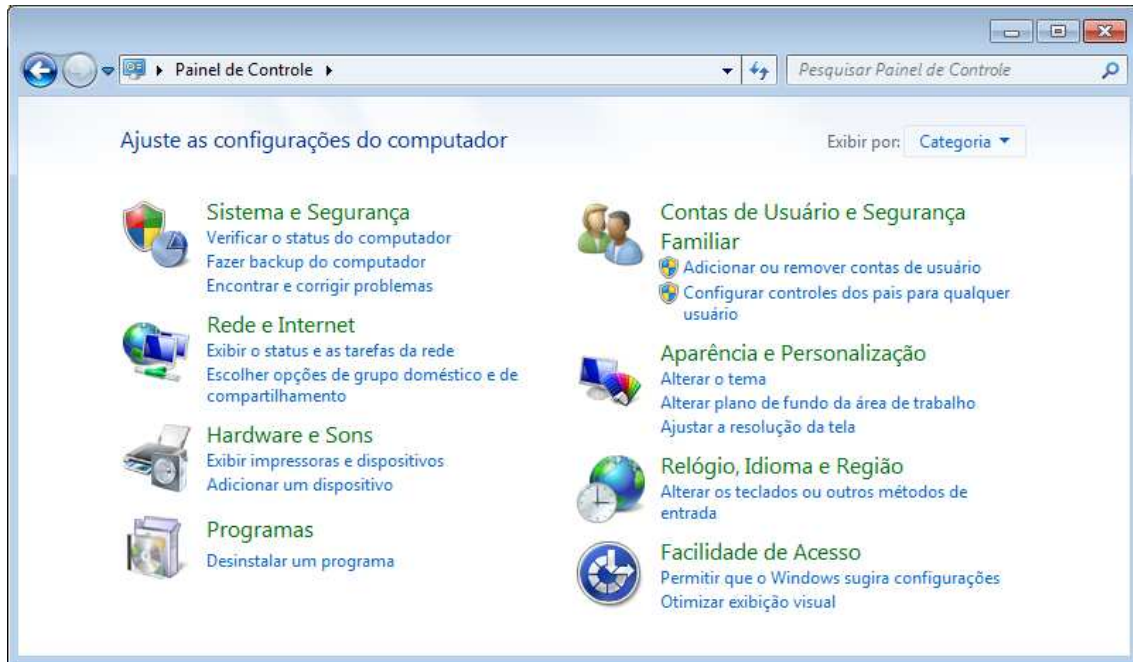 Painel de Controle
Pesquisar Painel de Controle
Ajuste as configurações do computador
Exibir por:
Categoria
Sistema e Segurança
Verificar o status do computador
Fazer backup do computador
Encontrar e corrigir problemas
Rede e Internet
Exibir o status e as tarefas da rede
Escolher opções de grupo doméstico e de
compartilhamento
Hardware e Sons
Exibir impressoras e dispositivos
Adicionar um dispositivo
Programas
Desinstalar um programa
Contas de Usuário e Segurança
Familiar
Adicionar ou remover contas de usuário
Configurar controles dos pais para qualquer
usuário
Aparência e Personalização
Alterar o tema
Alterar plano de fundo da área de trabalho
Ajustar a resolução da tela
Relógio, Idioma e Região
Alterar os teclados ou outros métodos de
entrada
Facilidade de Acesso
Permitir que o Windows sugira configurações
Otimizar exibição visual